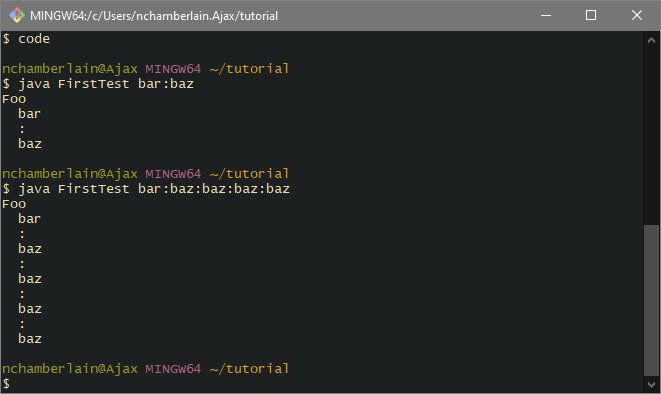 MINGW64:/c/Users/nchamberlain.Ajax/tutorial
$ code
nchamberlain@Ajax MINGW64 ~/tutorial
$ java FirstTest bar:baz
Foo
  bar
  :
  baz
nchamberlain@Ajax MINGW64 ~/tutorial
$ java FirstTest bar:baz:baz:baz:baz
Foo
  bar
  :
  baz
  :
  baz
  :
  baz
  :
  baz
nchamberlain@Ajax MINGW64 ~/tutorial
$